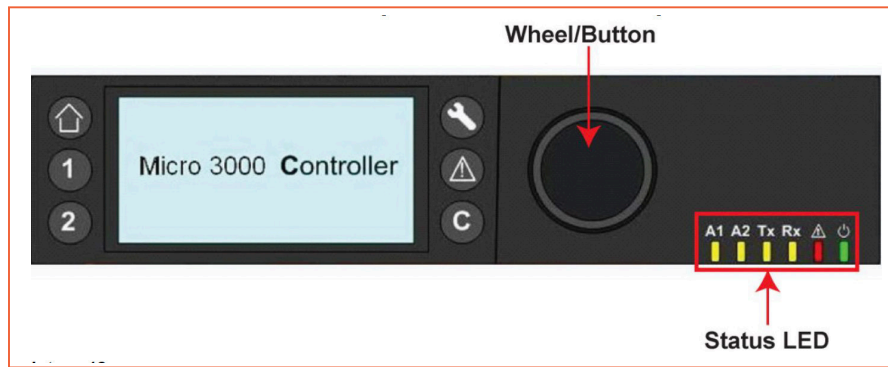 Wheel/Button
1
Micro 3000 Controller
2
C
A1 A2 Tx Rx
Status LED